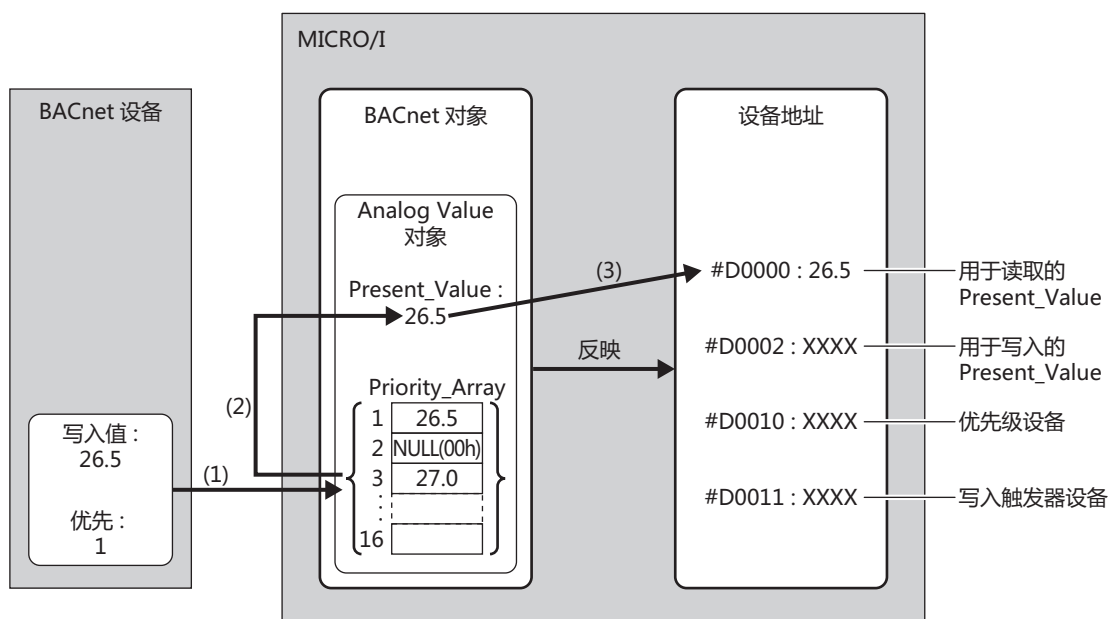 MICRO/I
BACnet 设备
写入值 :
26.5
优先 :
1
(1)
(2)
BACnet 对象
Analog Value
对象
Present_Value :
26.5
Priority_Array
1 26.5
2 NULL(00h)
3 27.0
:
16
(3)
反映
设备地址
#D0000 : 26.5
#D0002 : XXXX
#D0010 : XXXX
#D0011 : XXXX
用于读取的
Present_Value
用于写入的
Present_Value
优先级设备
写入触发器设备